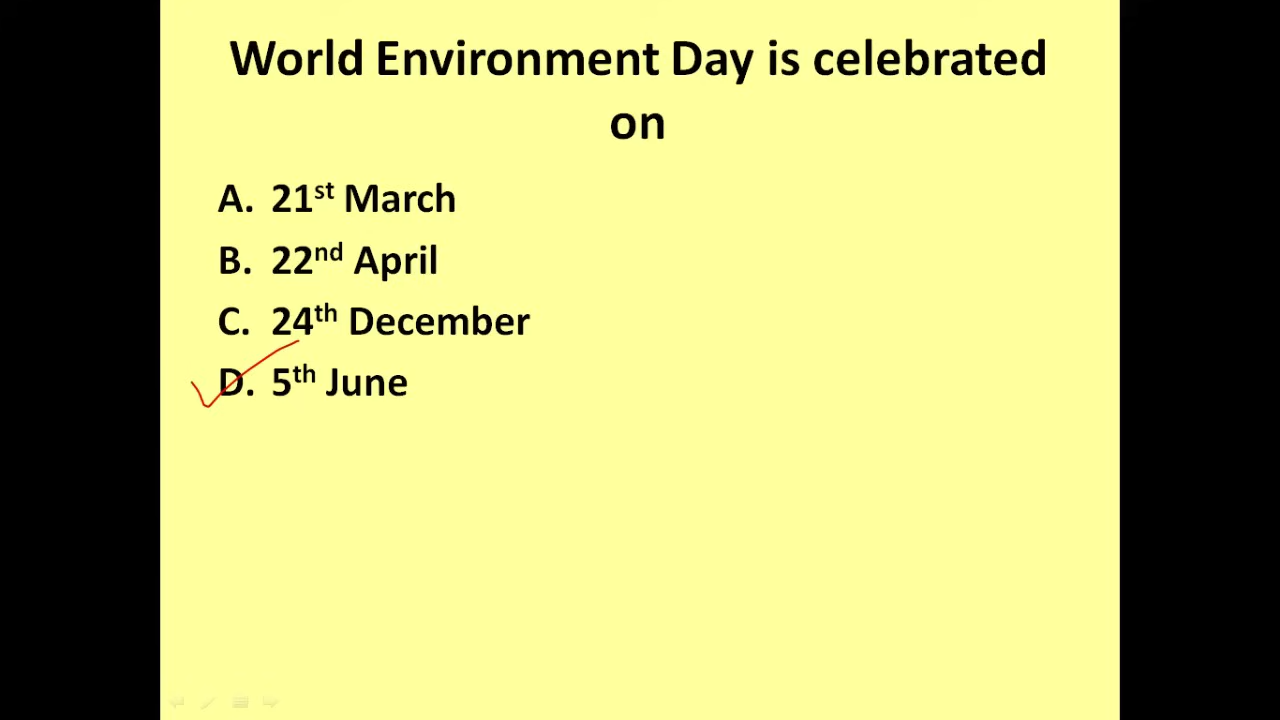 World Environment Day is celebrated
on
A. 21st March
B. 22nd April
C. 24th December
D. 5th June